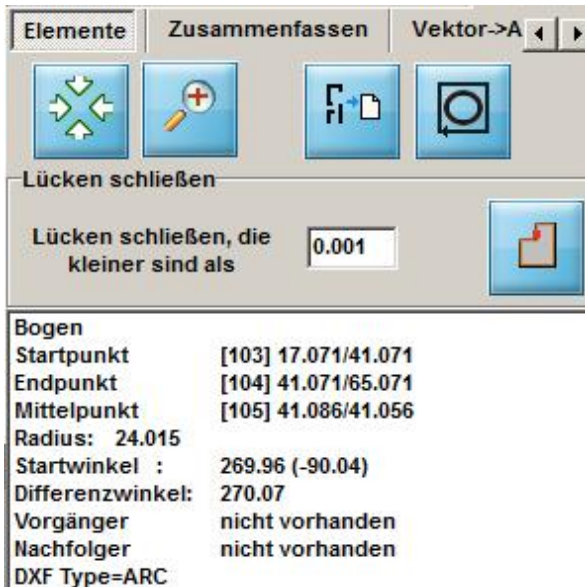 Elemente Zusammenfassen Vektor->A
Lücken schließen
Lücken schließen, die
kleiner sind als
0.001
Bogen
Startpunkt [103] 17.071/41.071
Endpunkt [104] 41.071/65.071
Mittelpunkt [105] 41.086/41.056
Radius: 24.015
Startwinkel : 269.96 (-90.04)
Differenzwinkel: 270.07
Vorgänger nicht vorhanden
Nachfolger nicht vorhanden
DXF Type=ARC